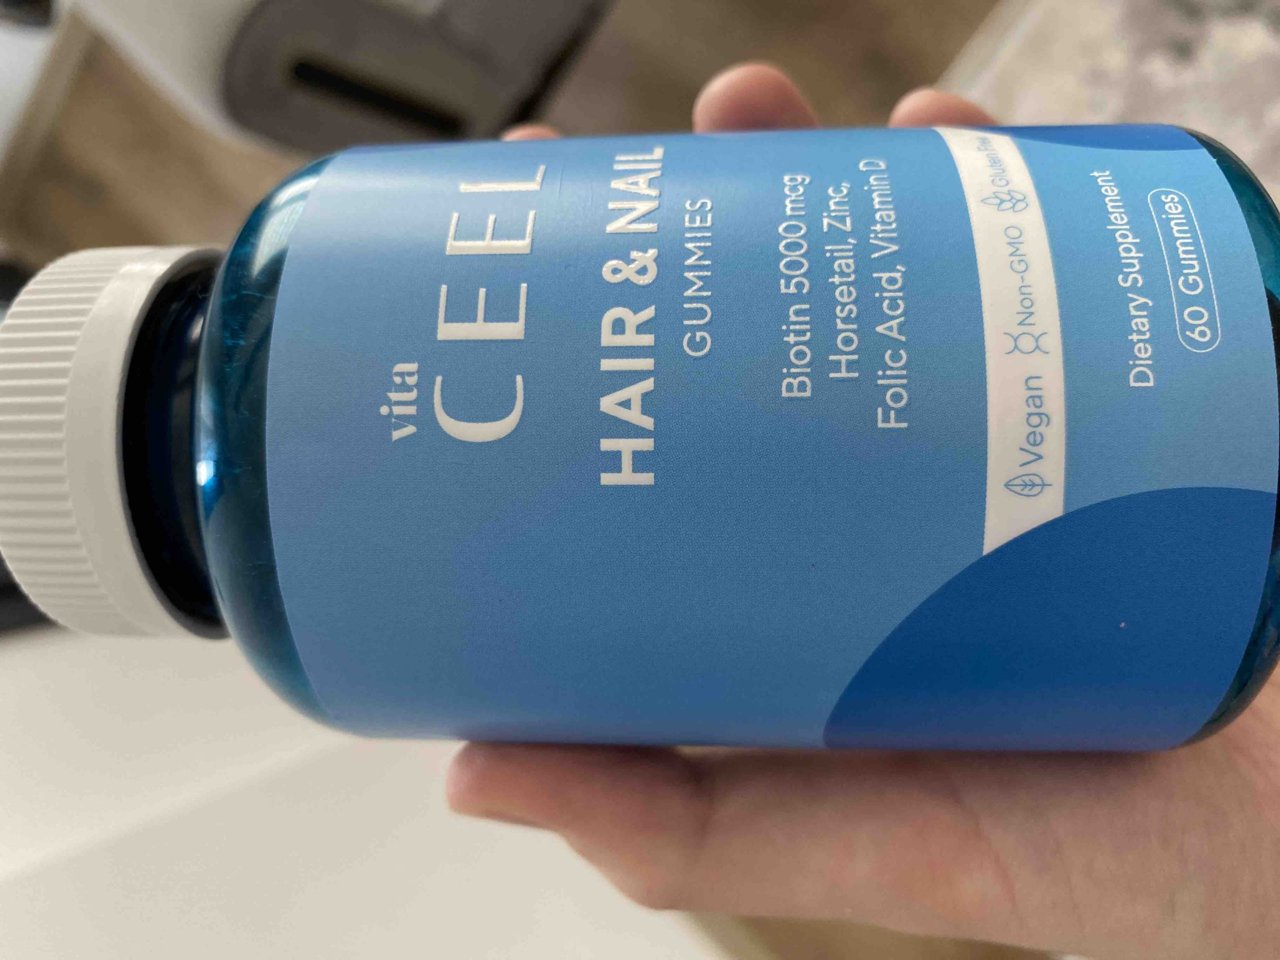 vita
CEEL
HAIR & NAIL
GUMMIES
Biotin 5000 mcg
Horsetail, Zinc,
Folic Acid, Vitamin D
Vegan Non-GMO Gluten Free
Dietary Supplement
60 Gummies